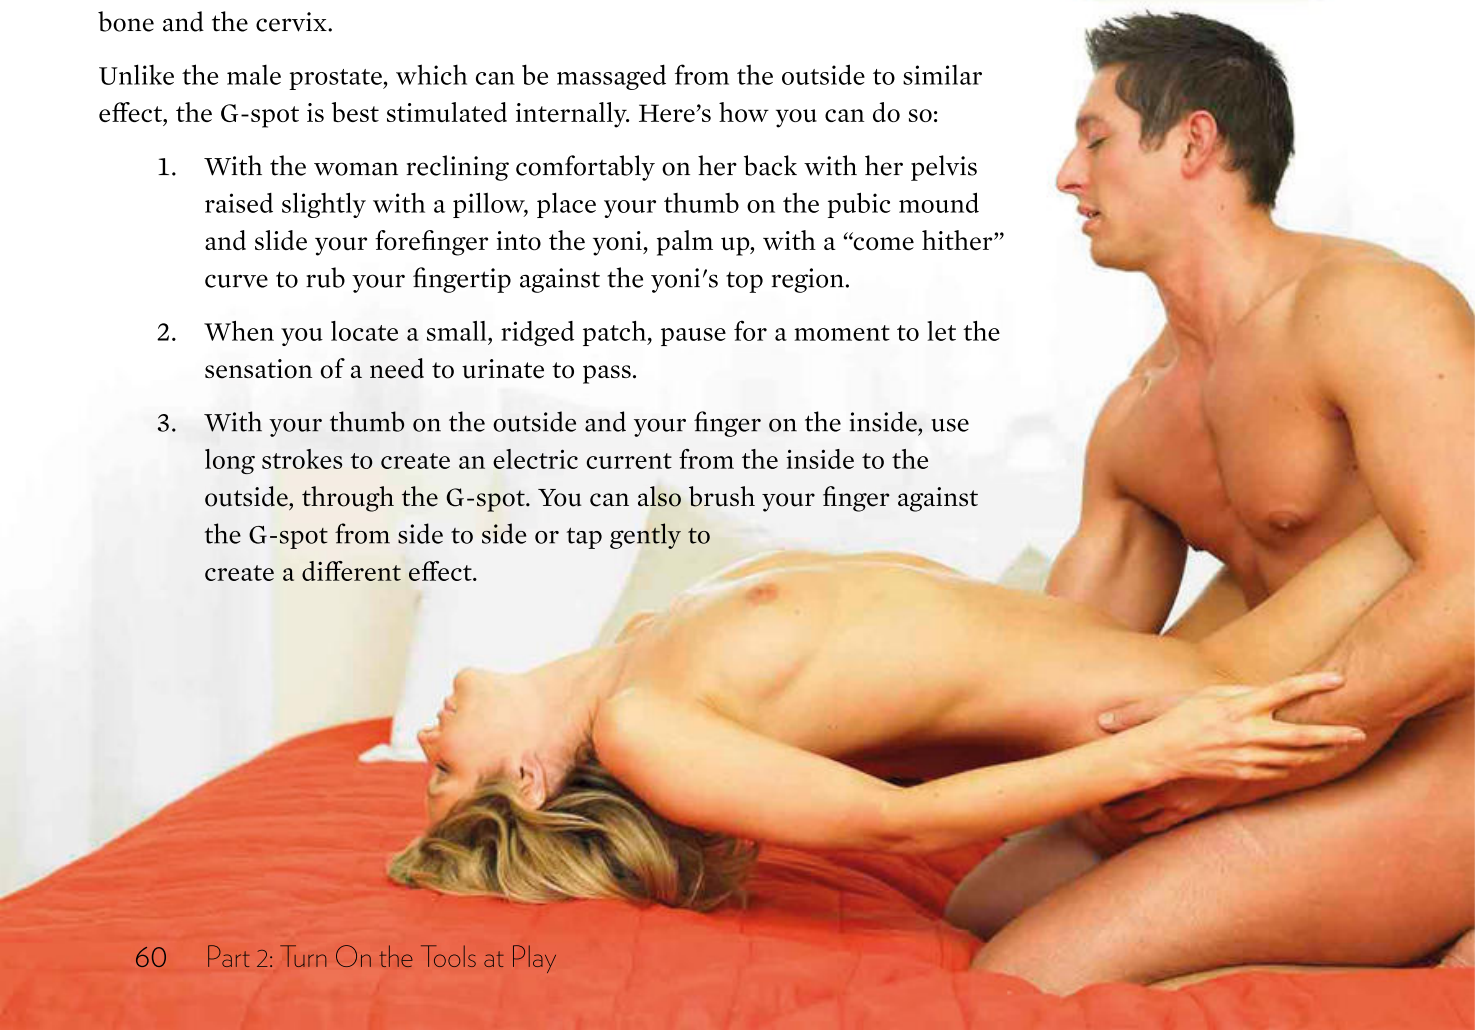 bone and the cervix.
Unlike the male prostate, which can be massaged from the outside to similar
effect, the G-spot is best stimulated internally. Here’s how you can do so:
1. With the woman reclining comfortably on her back with her pelvis
raised slightly with a pillow, place your thumb on the pubic mound
and slide your forefinger into the yoni, palm up, with a “come hither”
curve to rub your fingertip against the yoni's top region.
2. When you locate a small, ridged patch, pause for a moment to let the
sensation of a need to urinate to pass.
3. With your thumb on the outside and your finger on the inside, use
long strokes to create an electric current from the inside to the
outside, through the G-spot. You can also brush your finger against
the G-spot from side to side or tap gently to
create a different effect.
60 Part 2: Turn On the Tools at Play